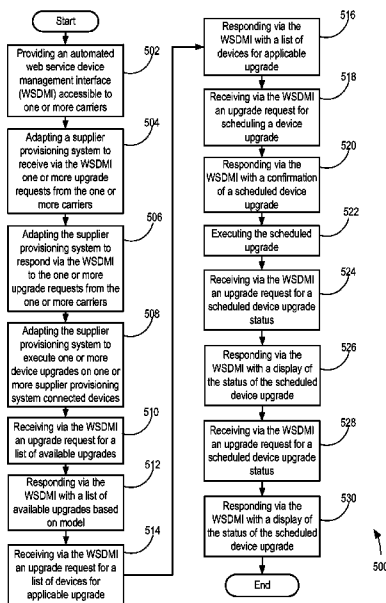 Start
Providing an automated
web service device
management interface
(WSDMI) accessible to
one or more carriers
502
Adapting a supplier
provisioning system to
receive via the WSDMI
one or more upgrade
requests from the one or
more carriers
504
Adapting the supplier
provisioning system to
respond via the WSDMI
to the one or more
upgrade requests from
the one or more carriers
506
Adapting the supplier
provisioning system to
execute one or more
device upgrades on one or
more supplier provisioning
system connected devices
508
Receiving via the WSDMI
an upgrade request for a
list of available upgrades
510
Responding via the
WSDMI with a list of
available upgrades based
on model
512
Receiving via the WSDMI
an upgrade request for a
list of devices for
applicable upgrade
514
Responding via the
WSDMI with a list of
devices for applicable
upgrade
516
Receiving via the WSDMI
an upgrade request for
scheduling a device
upgrade
518
Responding via the
WSDMI with a confirmation
of a scheduled device
upgrade
520
Executing the scheduled
upgrade
522
Receiving via the WSDMI
an upgrade request for a
scheduled device upgrade
status
524
Responding via the
WSDMI with a display of
the status of the scheduled
device upgrade
526
Receiving via the WSDMI
an upgrade request for a
scheduled device upgrade
status
528
Responding via the
WSDMI with a display of
the status of the scheduled
device upgrade
530
End
500